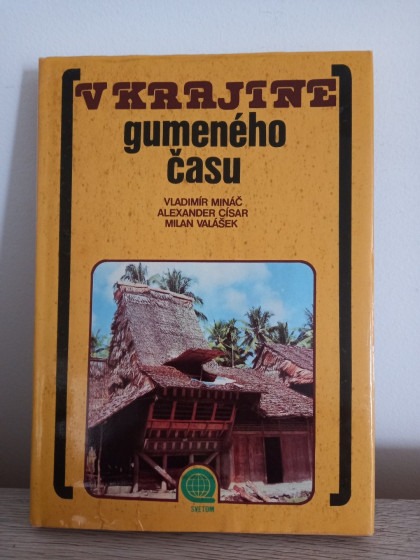 V KRAJINE
gumeného
času
VLADIMÍR MINÁČ
ALEXANDER CÍSAR
MILAN VALÁŠEK
SVETOM